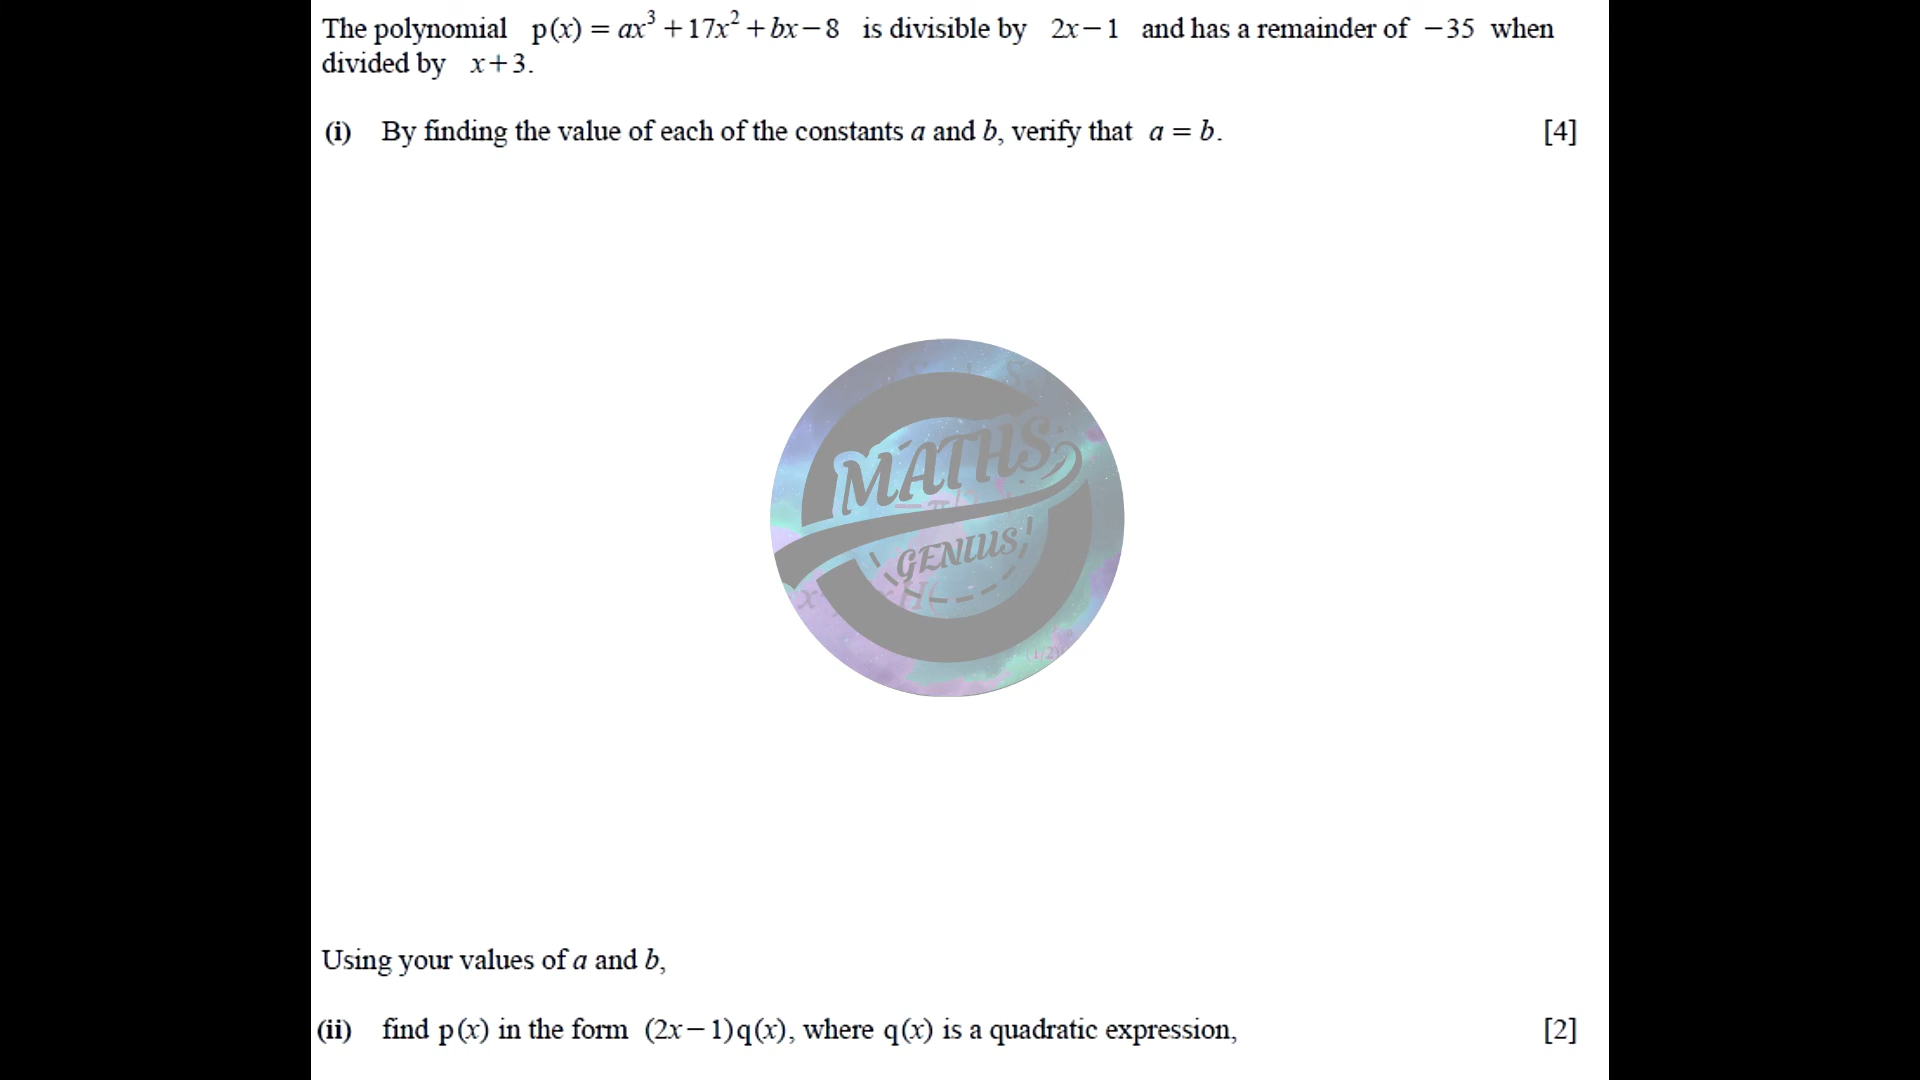 The polynomial p(x) = ax³ + 17x² + bx − 8 is divisible by 2x − 1 and has a remainder of −35 when
divided by x + 3.
(i) By finding the value of each of the constants a and b, verify that a = b. [4]
MATHS
GENIUS
Using your values of a and b,
(ii) find p(x) in the form (2x − 1)q(x), where q(x) is a quadratic expression, [2]